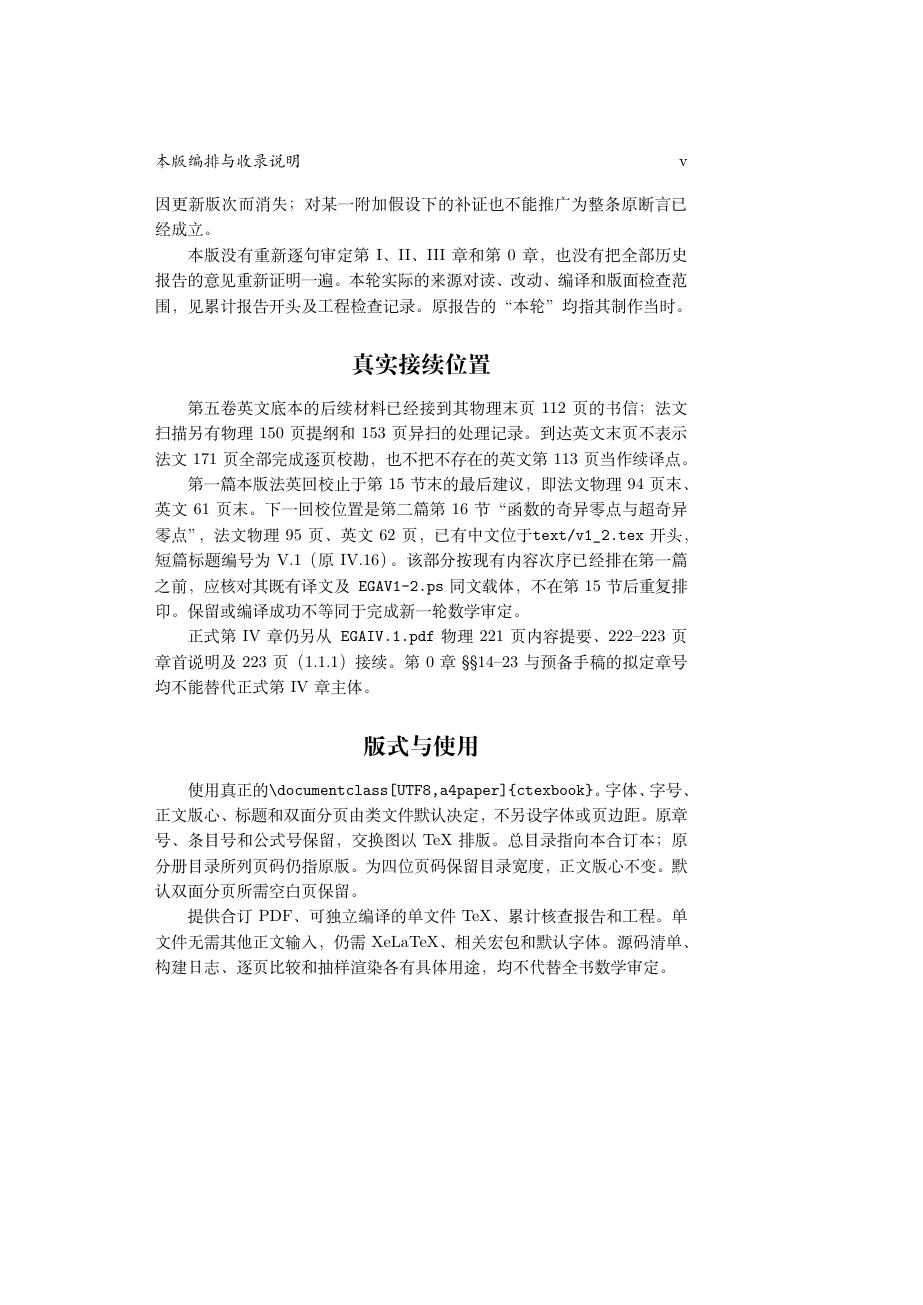 本版编排与收录说明 v
因更新版次而消失；对某一附加假设下的补证也不能推广为整条原断言已
经成立。
本版没有重新逐句审定第 I、II、III 章和第 0 章，也没有把全部历史
报告的意见重新证明一遍。本轮实际的来源对读、改动、编译和版面检查范
围，见累计报告开头及工程检查记录。原报告的“本轮”均指其制作当时。
真实接续位置
第五卷英文底本的后续材料已经接到其物理末页 112 页的书信；法文
扫描另有物理 150 页提纲和 153 页异扫的处理记录。到达英文末页不表示
法文 171 页全部完成逐页校勘，也不把不存在的英文第 113 页当作续译点。
第一篇本版法英回校止于第 15 节末的最后建议，即法文物理 94 页末、
英文 61 页末。下一回校位置是第二篇第 16 节“函数的奇异零点与超奇异
零点”，法文物理 95 页、英文 62 页，已有中文位于text/v1_2.tex 开头，
短篇标题编号为 V.1（原 IV.16）。该部分按现有内容次序已经排在第一篇
之前，应核对其既有译文及 EGAV1-2.ps 同文载体，不在第 15 节后重复排
印。保留或编译成功不等同于完成新一轮数学审定。
正式第 IV 章仍另从 EGAIV.1.pdf 物理 221 页内容提要、222–223 页
章首说明及 223 页（1.1.1）接续。第 0 章 §§14–23 与预备手稿的拟定章号
均不能替代正式第 IV 章主体。
版式与使用
使用真正的\documentclass[UTF8,a4paper]{ctexbook}。字体、字号、
正文版心、标题和双面分页由类文件默认决定，不另设字体或页边距。原章
号、条目号和公式号保留，交换图以 TeX 排版。总目录指向本合订本；原
分册目录所列页码仍指原版。为四位页码保留目录宽度，正文版心不变。默
认双面分页所需空白页保留。
提供合订 PDF、可独立编译的单文件 TeX、累计核查报告和工程。单
文件无需其他正文输入，仍需 XeLaTeX、相关宏包和默认字体。源码清单、
构建日志、逐页比较和抽样渲染各有具体用途，均不代替全书数学审定。